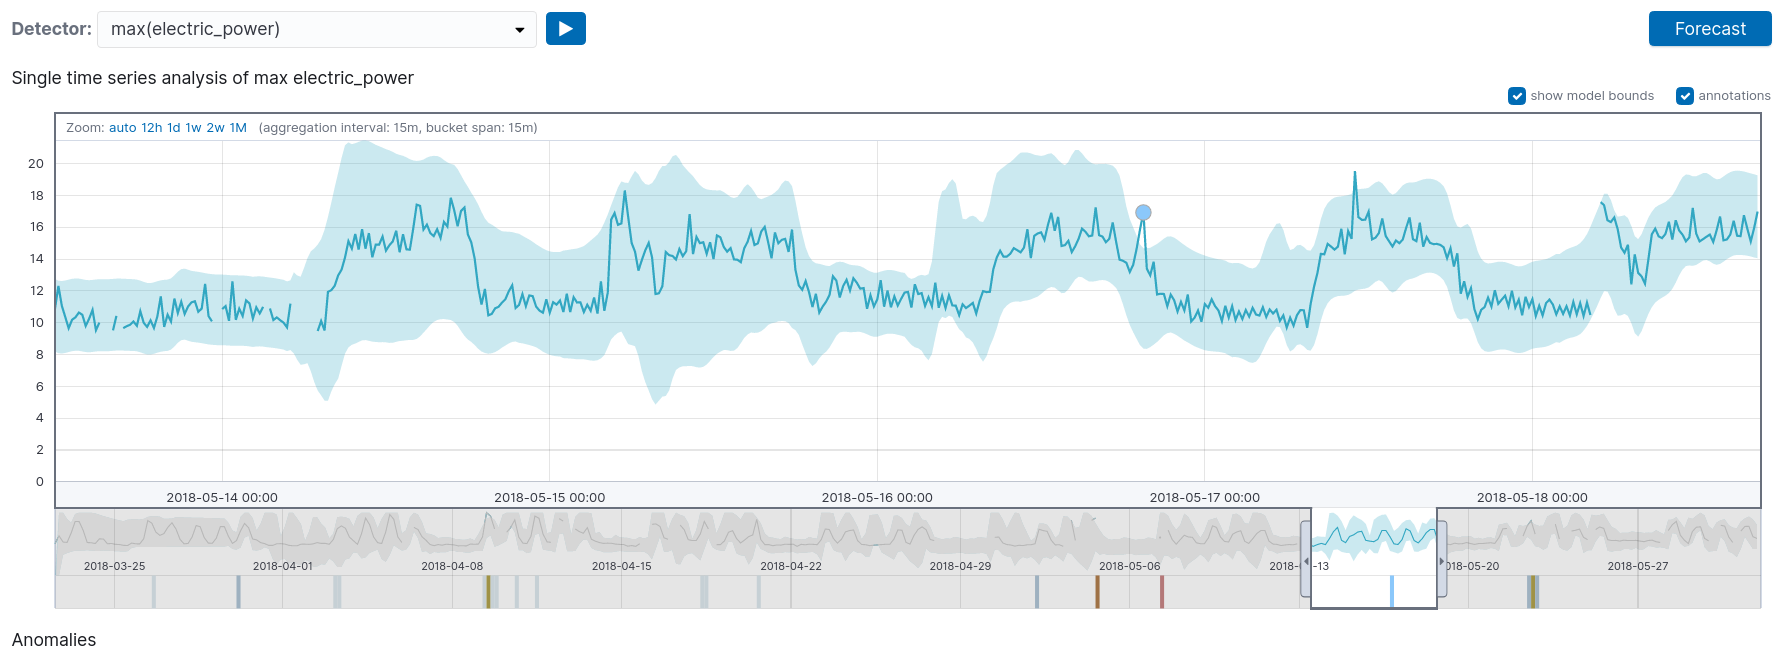 Detector: max(electric_power) Forecast
Single time series analysis of max electric_power
show model bounds annotations
Zoom: auto 12h 1d 1w 2w 1M (aggregation interval: 15m, bucket span: 15m)
20
18
16
14
12
10
8
6
4
2
0
2018-05-14 00:00 2018-05-15 00:00 2018-05-16 00:00 2018-05-17 00:00 2018-05-18 00:00
2018-03-25 2018-04-01 2018-04-08 2018-04-15 2018-04-22 2018-04-29 2018-05-06 2018- -13 018-05-20 2018-05-27
Anomalies